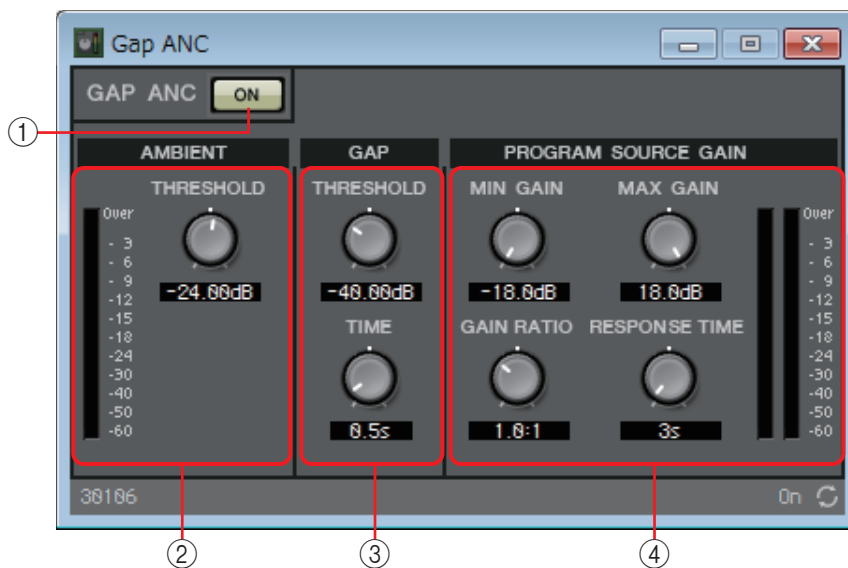 Gap ANC
GAP ANC ON
①
AMBIENT
THRESHOLD
Over
- 3
- 6
- 9
-12
-15
-18
-24
-30
-40
-50
-60
-24.00dB
GAP
THRESHOLD
-40.00dB
TIME
0.5s
PROGRAM SOURCE GAIN
MIN GAIN MAX GAIN
-18.0dB 18.0dB
GAIN RATIO RESPONSE TIME
1.0:1 3s
Over
- 3
- 6
- 9
-12
-15
-18
-24
-30
-40
-50
-60
30106 On
② ③ ④